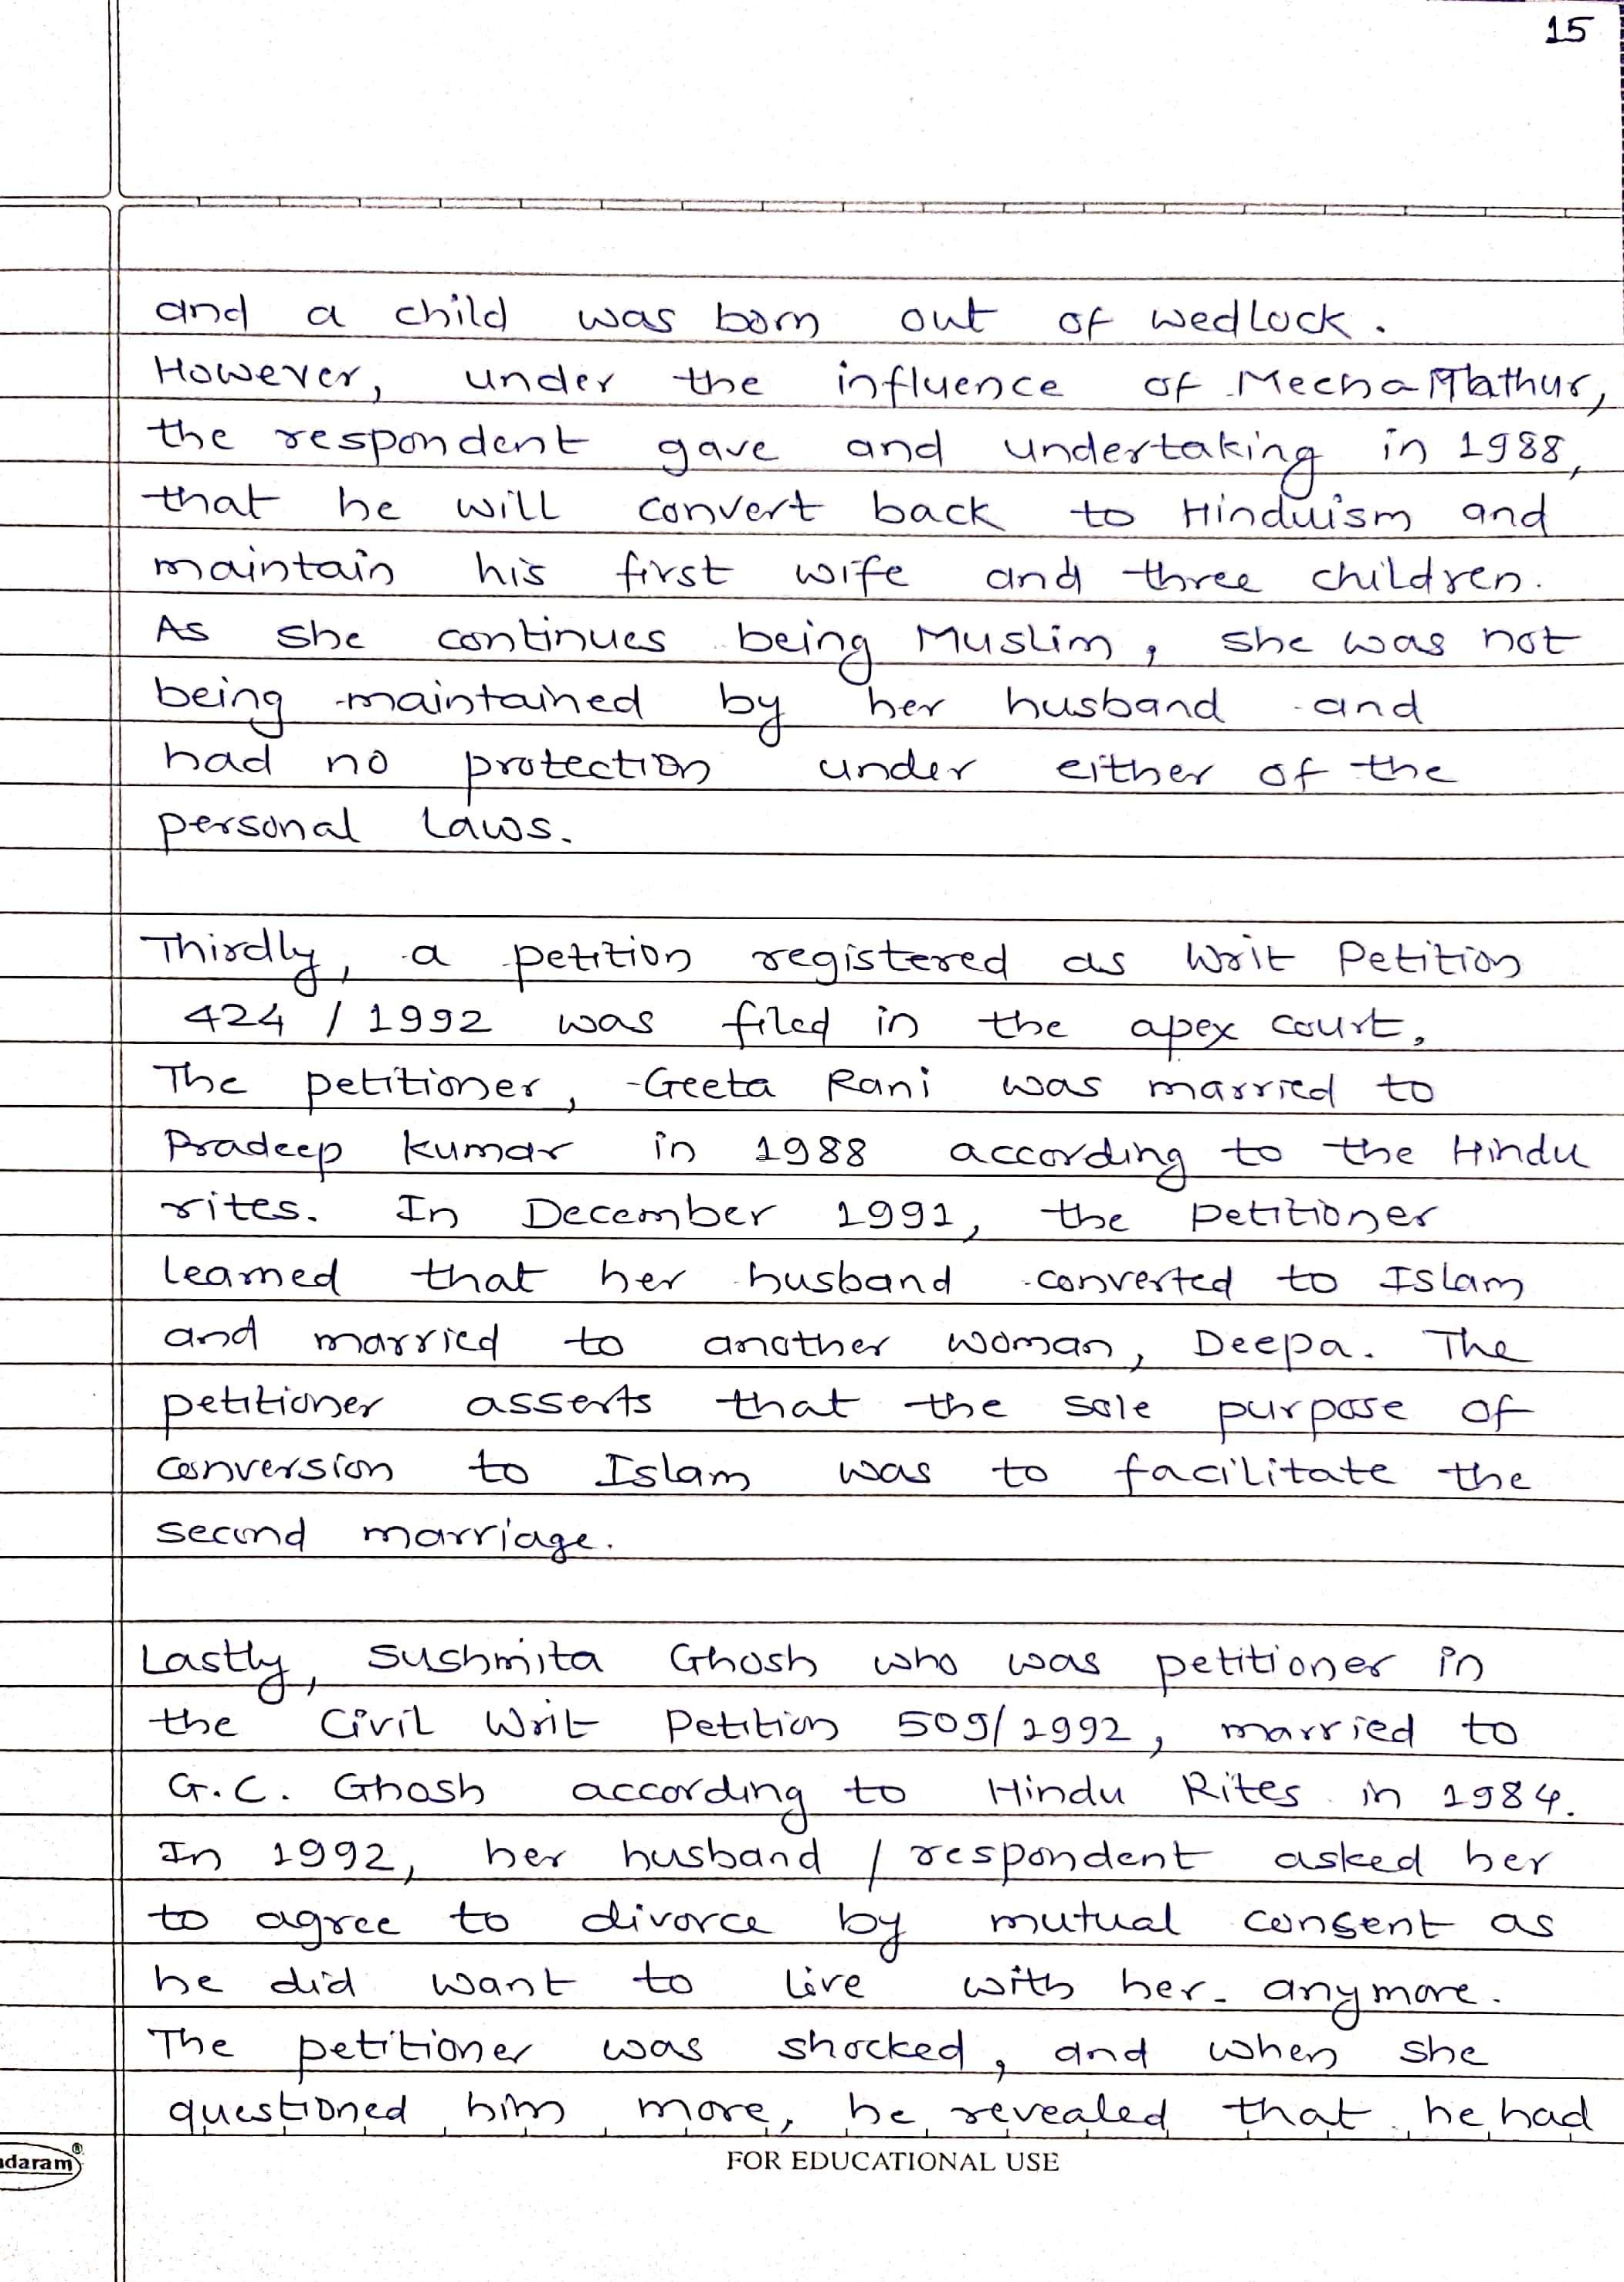 15
and a child was born out of wedlock.
However, under the influence of Meena Mathur,
the respondent gave and undertaking in 1988,
that he will convert back to Hinduism and
maintain his first wife and three children.
As she continues being Muslim, she was not
being maintained by her husband and
had no protection under either of the
personal laws.
Thirdly, a petition registered as Writ Petition
424 / 1992 was filed in the apex court.
The petitioner, Geeta Rani was married to
Pradeep Kumar in 1988 according to the Hindu
rites. In December 1991, the petitioner
learned that her husband converted to Islam
and married to another woman, Deepa. The
petitioner asserts that the sole purpose of
conversion to Islam was to facilitate the
second marriage.
Lastly, Sushmita Ghosh who was petitioner in
the Civil Writ Petition 509/1992, married to
G.C. Ghosh according to Hindu Rites in 1984.
In 1992, her husband / respondent asked her
to agree to divorce by mutual consent as
he did want to live with her anymore.
The petitioner was shocked, and when she
questioned him more, he revealed that he had
daram®
FOR EDUCATIONAL USE